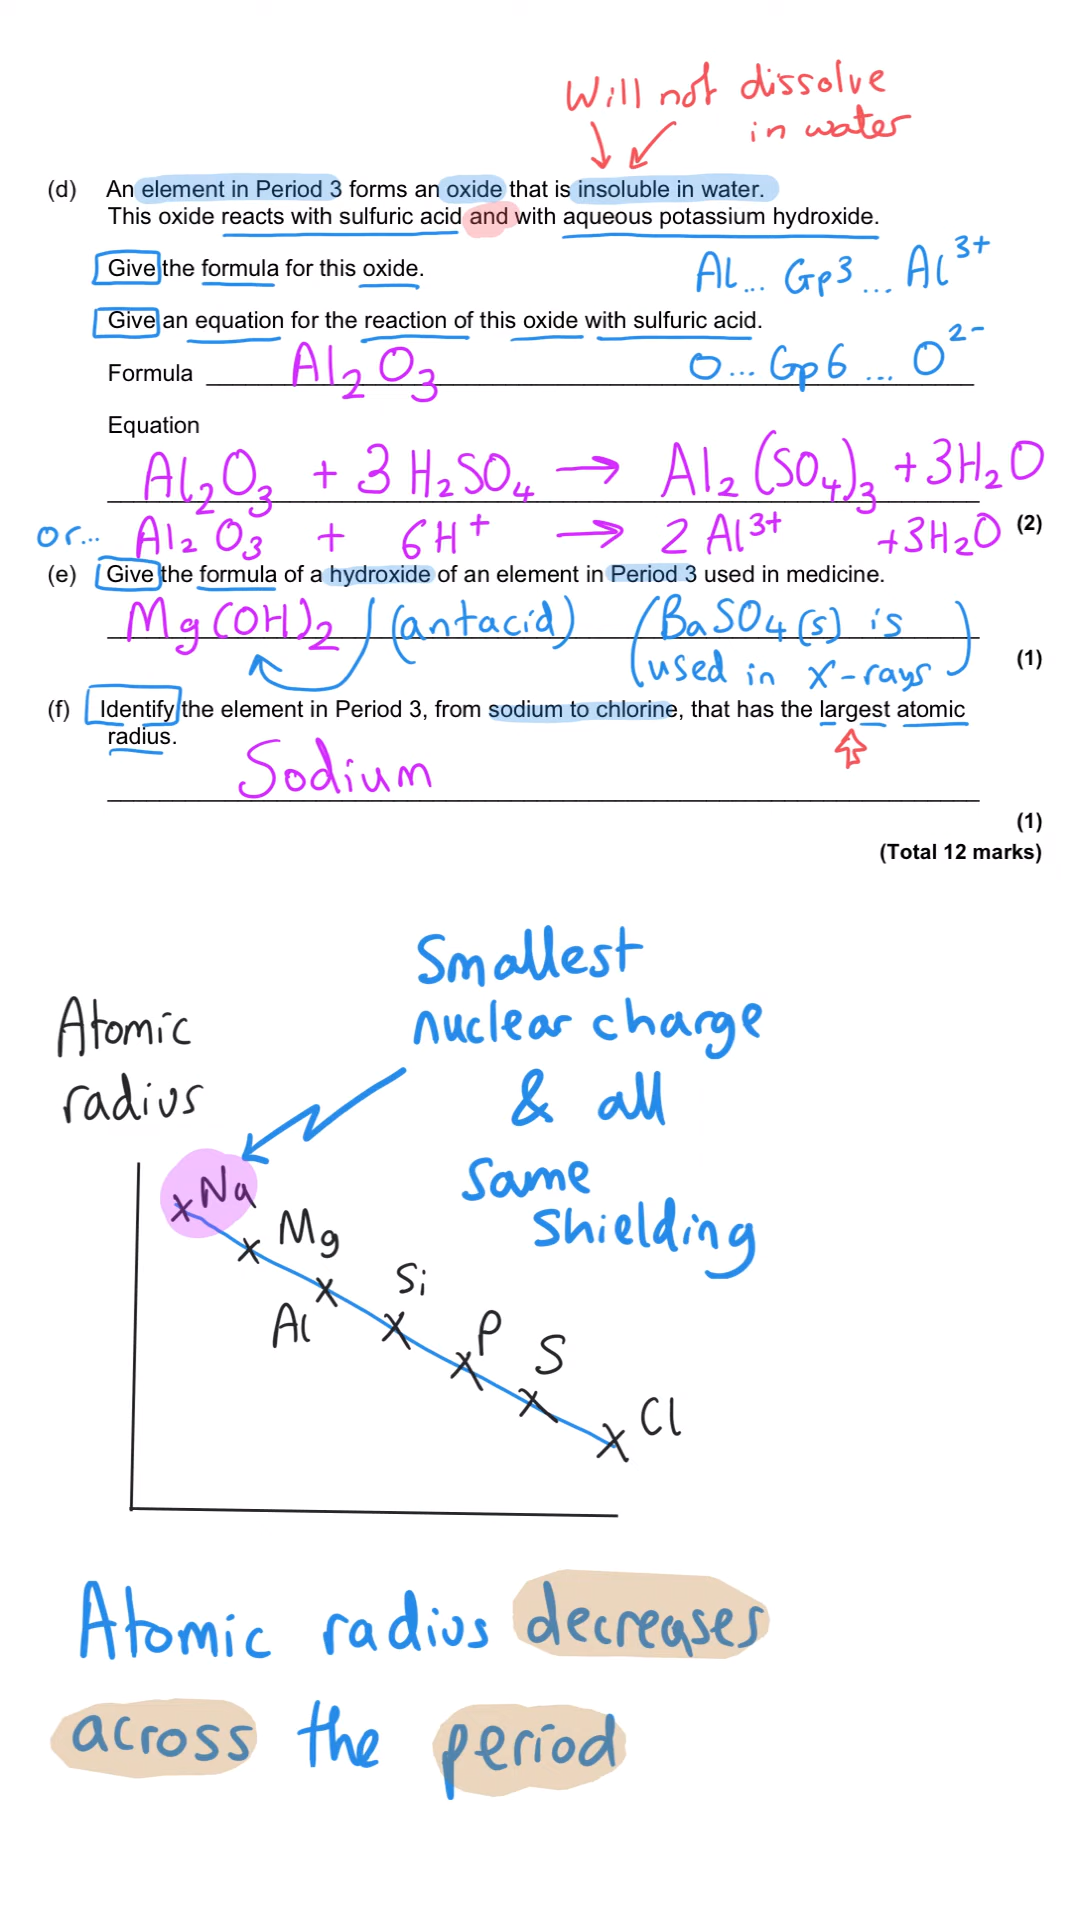 Will not dissolve
in water
(d) An element in Period 3 forms an oxide that is insoluble in water.
This oxide reacts with sulfuric acid and with aqueous potassium hydroxide.
Give the formula for this oxide.
Al... Gp3... Al³⁺
Give an equation for the reaction of this oxide with sulfuric acid.
Formula Al₂O₃
O... Gp6... O²⁻
Equation
Al₂O₃ + 3H₂SO₄ → Al₂(SO₄)₃ + 3H₂O
or... Al₂O₃ + 6H⁺ → 2Al³⁺ + 3H₂O (2)
(e) Give the formula of a hydroxide of an element in Period 3 used in medicine.
Mg(OH)₂ (antacid) (BaSO₄(s) is
used in x-rays) (1)
(f) Identify the element in Period 3, from sodium to chlorine, that has the largest atomic
radius.
Sodium
(1)
(Total 12 marks)
Smallest
nuclear charge
& all
same
shielding
Atomic
radius
Na
Mg
Al
Si
P
S
Cl
Atomic radius decreases
across the period